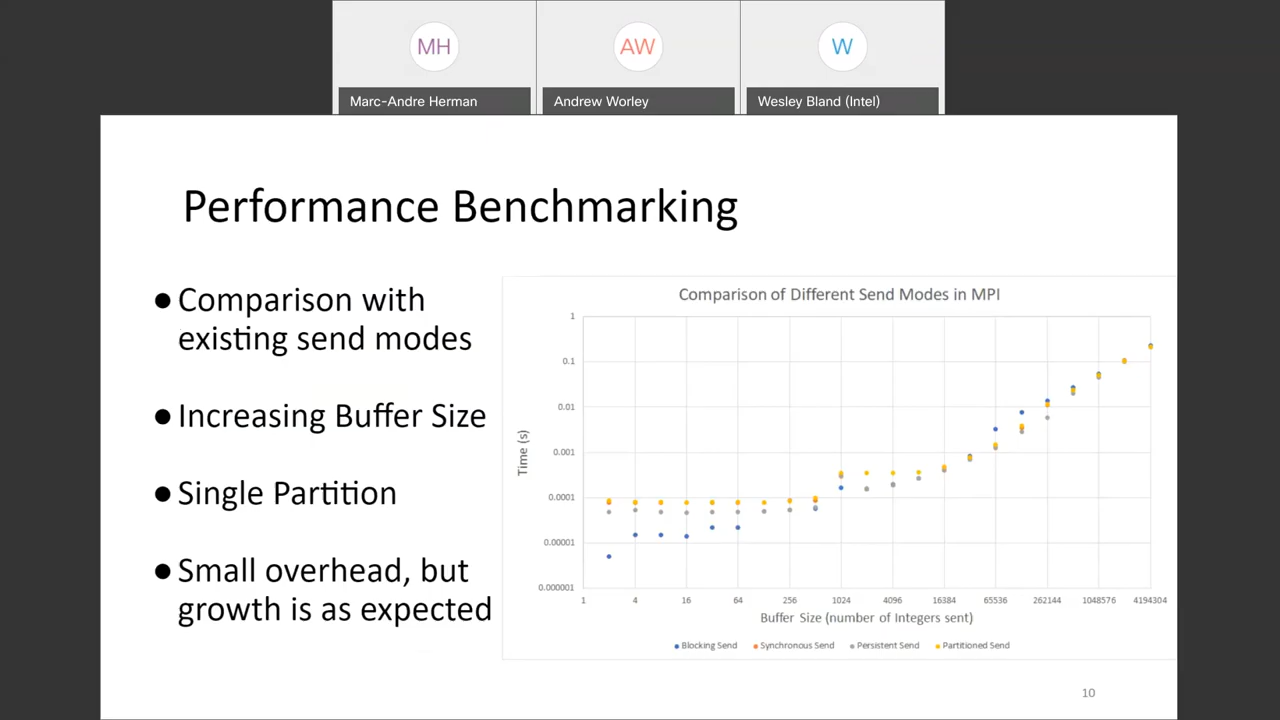 MH
AW
W
Marc-Andre Herman
Andrew Worley
Wesley Bland (Intel)
Performance Benchmarking
●Comparison with
existing send modes
●Increasing Buffer Size
●Single Partition
●Small overhead, but
growth is as expected
Comparison of Different Send Modes in MPI
Time (s)
1
0.1
0.01
0.001
0.0001
0.00001
0.000001
1 4 16 64 256 1024 4096 16384 65536 262144 1048576 4194304
Buffer Size (number of Integers sent)
Blocking Send Synchronous Send Persistent Send Partitioned Send
10